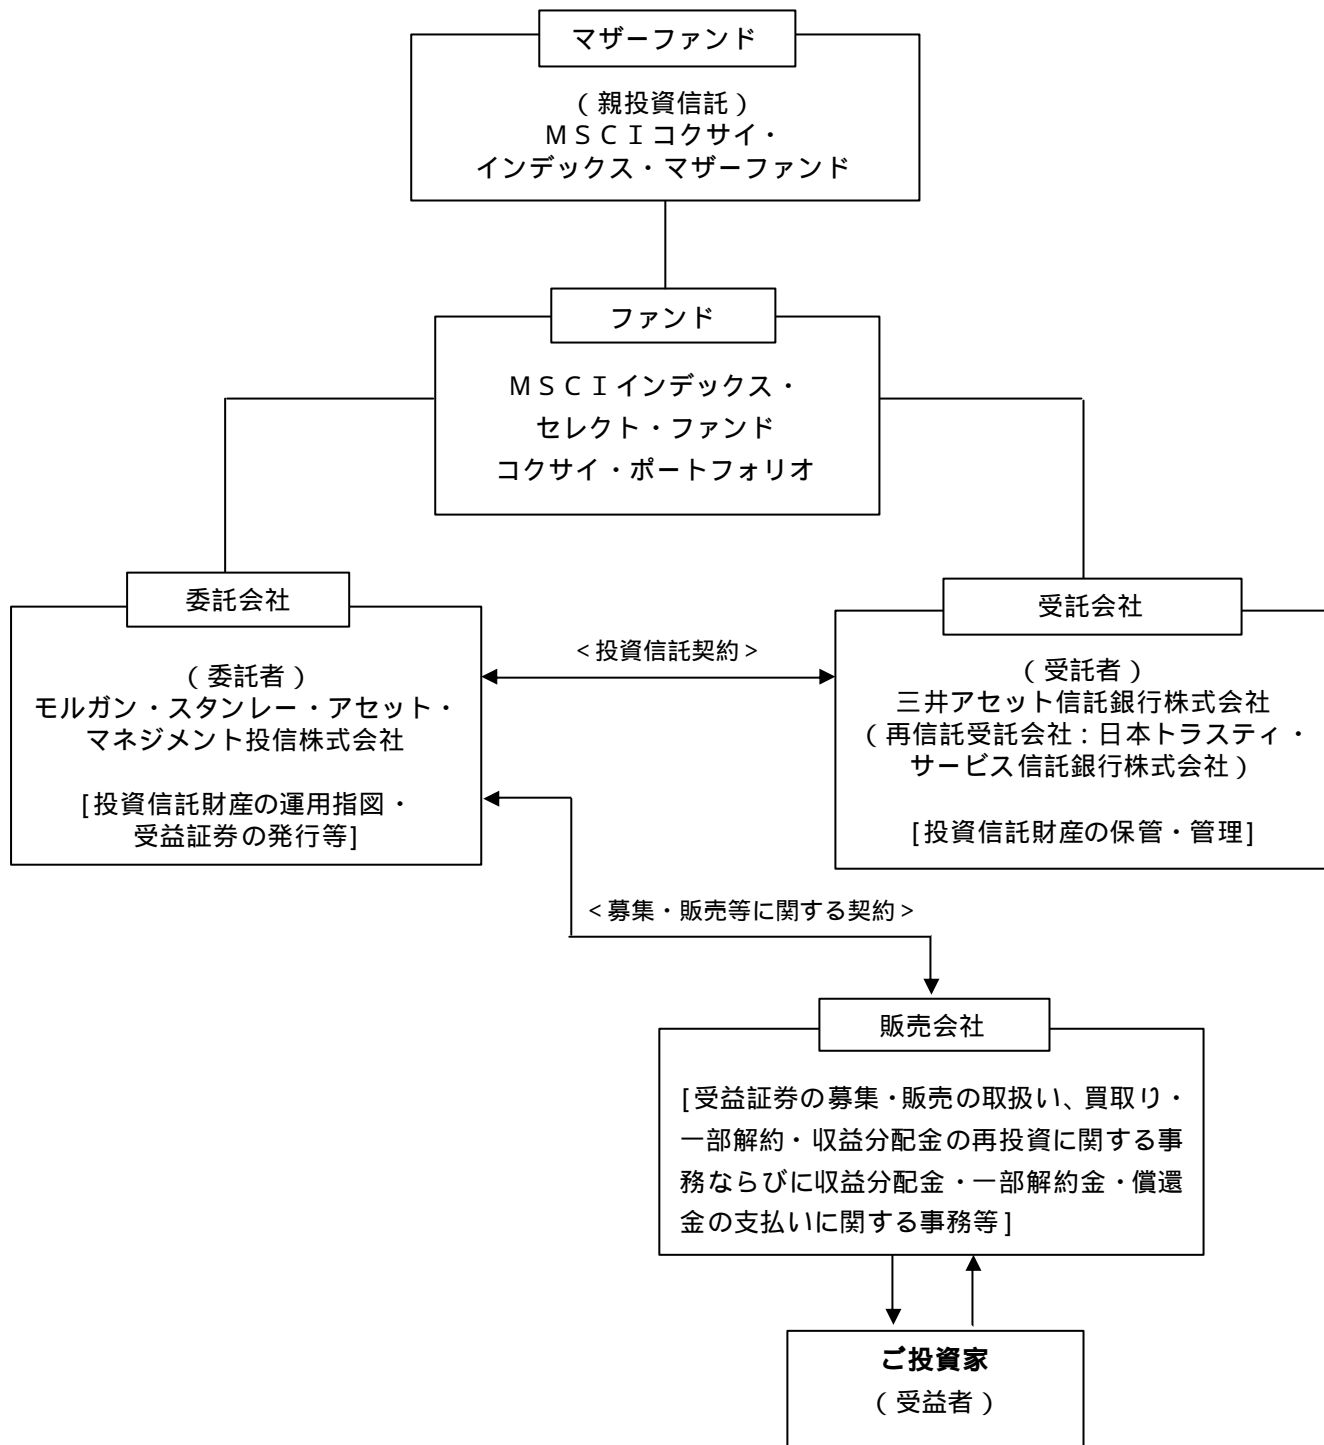 マザーファンド
（親投資信託）
ＭＳＣＩコクサイ・
インデックス・マザーファンド
ファンド
ＭＳＣＩインデックス・
セレクト・ファンド
コクサイ・ポートフォリオ
委託会社
（委託者）
モルガン・スタンレー・アセット・
マネジメント投信株式会社
[投資信託財産の運用指図・
受益証券の発行等]
＜投資信託契約＞
受託会社
（受託者）
三井アセット信託銀行株式会社
（再信託受託会社：日本トラスティ・
サービス信託銀行株式会社）
[投資信託財産の保管・管理]
＜募集・販売等に関する契約＞
販売会社
[受益証券の募集・販売の取扱い、買取り・
一部解約・収益分配金の再投資に関する事
務ならびに収益分配金・一部解約金・償還
金の支払いに関する事務等]
ご投資家
（受益者）